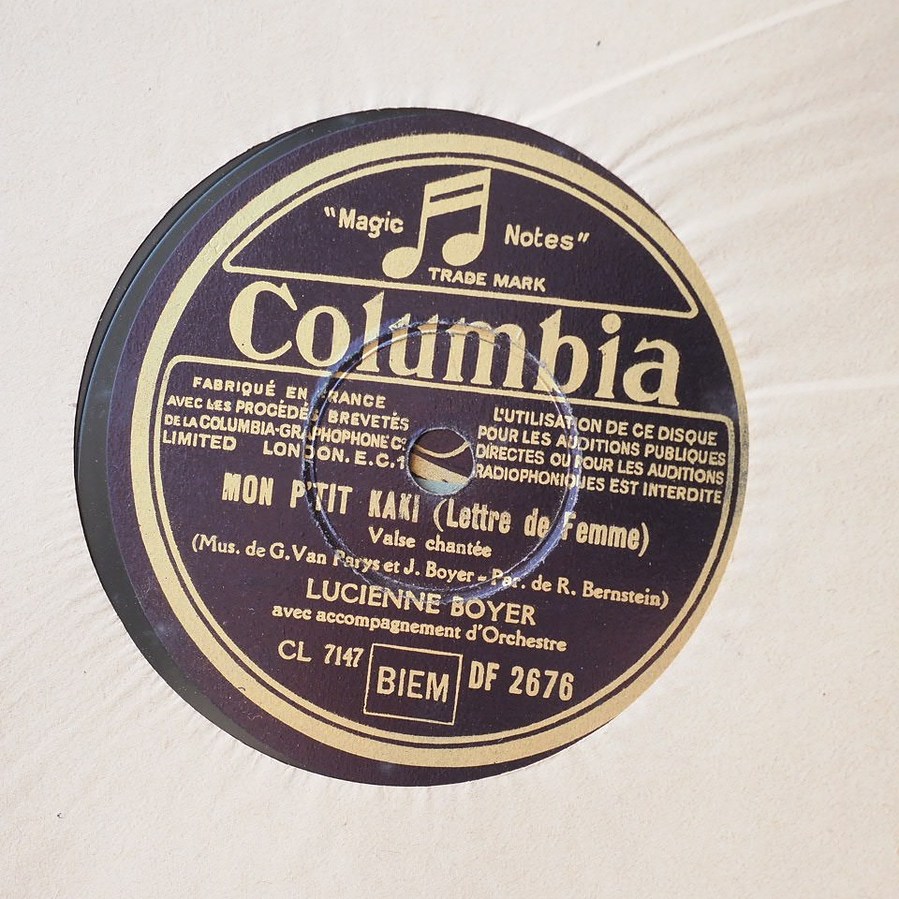 "Magic Notes"
TRADE MARK
Columbia
FABRIQUÉ EN FRANCE
AVEC LES PROCÉDÉS BREVETÉS
DE LA COLUMBIA-GRAPHOPHONE Co
LIMITED LONDON. E.C.1
L'UTILISATION DE CE DISQUE
POUR LES AUDITIONS PUBLIQUES
DIRECTES OU POUR LES AUDITIONS
RADIOPHONIQUES EST INTERDITE
MON P'TIT KAKI (Lettre de Femme)
Valse chantée
(Mus. de G. Van Parys et J. Boyer - Par. de R. Bernstein)
LUCIENNE BOYER
avec accompagnement d'Orchestre
CL 7147 BIEM DF 2676